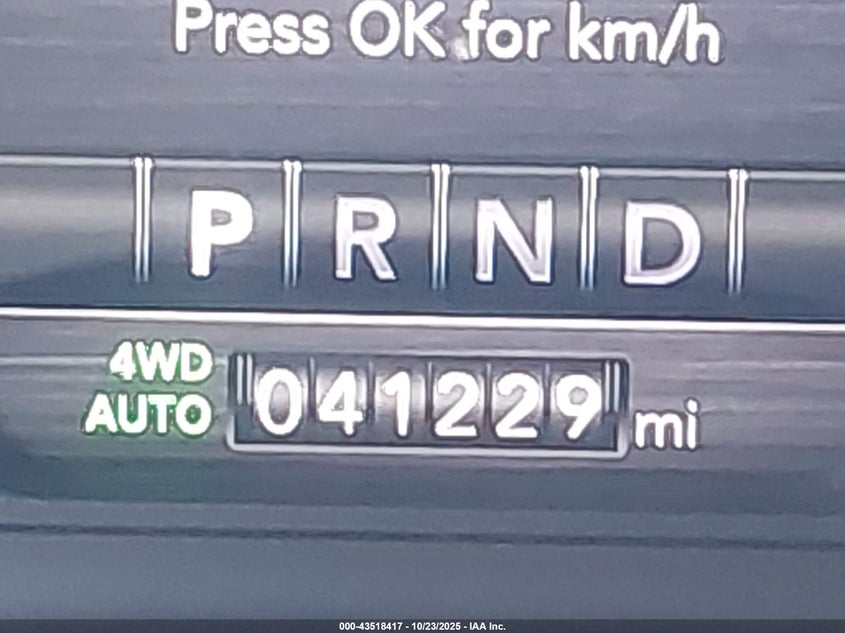 Press OK for km/h
P R N D
4WD
AUTO
041229 mi
000-43518417 - 10/23/2025 - IAA Inc.